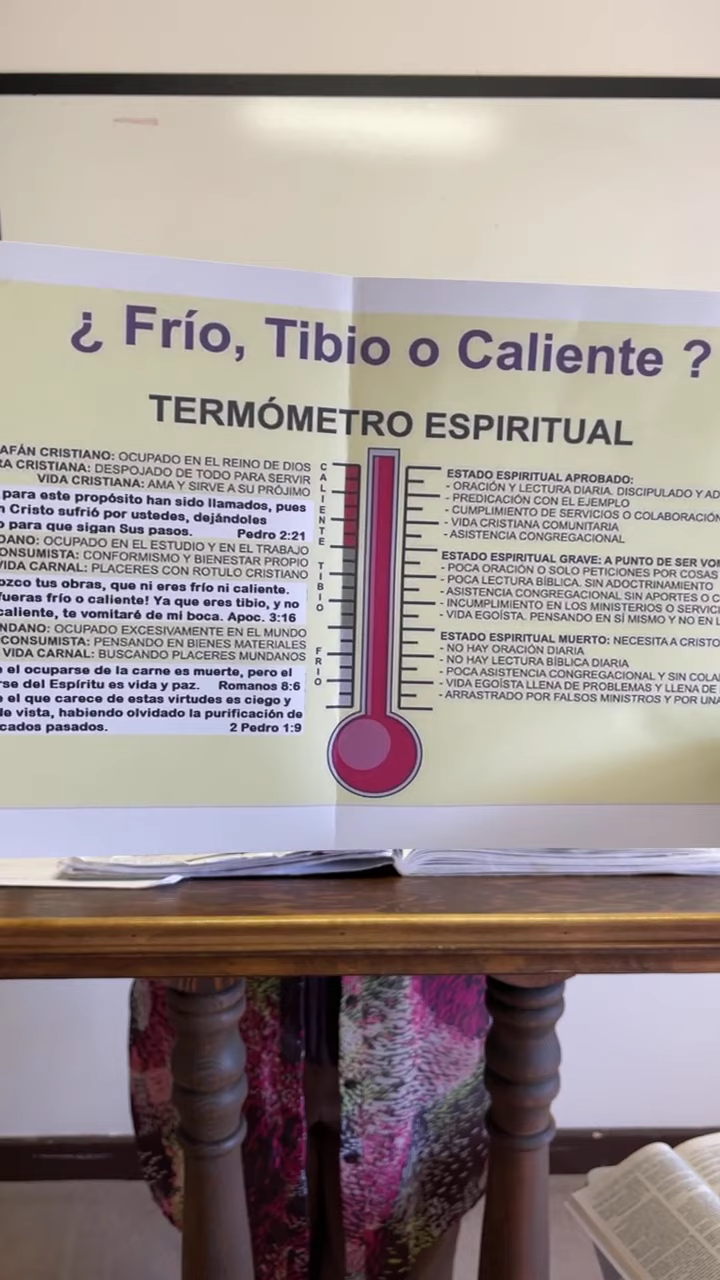 ¿ Frío, Tibio o Caliente ?
TERMÓMETRO ESPIRITUAL
AFÁN CRISTIANO: OCUPADO EN EL REINO DE DIOS
CRISTIANA: DESPOJADO DE TODO PARA SERVIR
VIDA CRISTIANA: AMA Y SIRVE A SU PRÓJIMO
para este propósito han sido llamados, pues
Cristo sufrió por ustedes, dejándoles
para que sigan Sus pasos. Pedro 2:21
OCUPADO EN EL ESTUDIO Y EN EL TRABAJO
CONFORMISMO Y BIENESTAR PROPIO
VIDA CARNAL: PLACERES CON ROTULO CRISTIANO
tus obras, que ni eres frío ni caliente.
fueras frío o caliente! Ya que eres tibio, y no
caliente, te vomitaré de mi boca. Apoc. 3:16
OCUPADO EXCESIVAMENTE EN EL MUNDO
CONSUMISTA: PENSANDO EN BIENES MATERIALES
VIDA CARNAL: BUSCANDO PLACERES MUNDANOS
el ocuparse de la carne es muerte, pero el
del Espíritu es vida y paz. Romanos 8:6
el que carece de estas virtudes es ciego y
de vista, habiendo olvidado la purificación de
pasados. 2 Pedro 1:9
CALIENTE
TIBIO
FRIO
ESTADO ESPIRITUAL APROBADO:
- ORACIÓN Y LECTURA DIARIA. DISCIPULADO Y
- PREDICACIÓN CON EL EJEMPLO
- CUMPLIMIENTO DE SERVICIOS O COLABORACIÓN
- VIDA CRISTIANA COMUNITARIA
- ASISTENCIA CONGREGACIONAL
ESTADO ESPIRITUAL GRAVE: A PUNTO DE SER
- POCA ORACIÓN O SOLO PETICIONES POR COSAS
- POCA LECTURA BÍBLICA. SIN ADOCTRINAMIENTO
- ASISTENCIA CONGREGACIONAL SIN APORTES O
- INCUMPLIMIENTO EN LOS MINISTERIOS O
- VIDA EGOÍSTA. PENSANDO EN SÍ MISMO Y NO EN
ESTADO ESPIRITUAL MUERTO: NECESITA A CRISTO
- NO HAY ORACIÓN DIARIA
- NO HAY LECTURA BÍBLICA DIARIA
- POCA ASISTENCIA CONGREGACIONAL Y SIN
- VIDA EGOÍSTA LLENA DE PROBLEMAS Y LLENA DE
- ARRASTRADO POR FALSOS MINISTROS Y POR